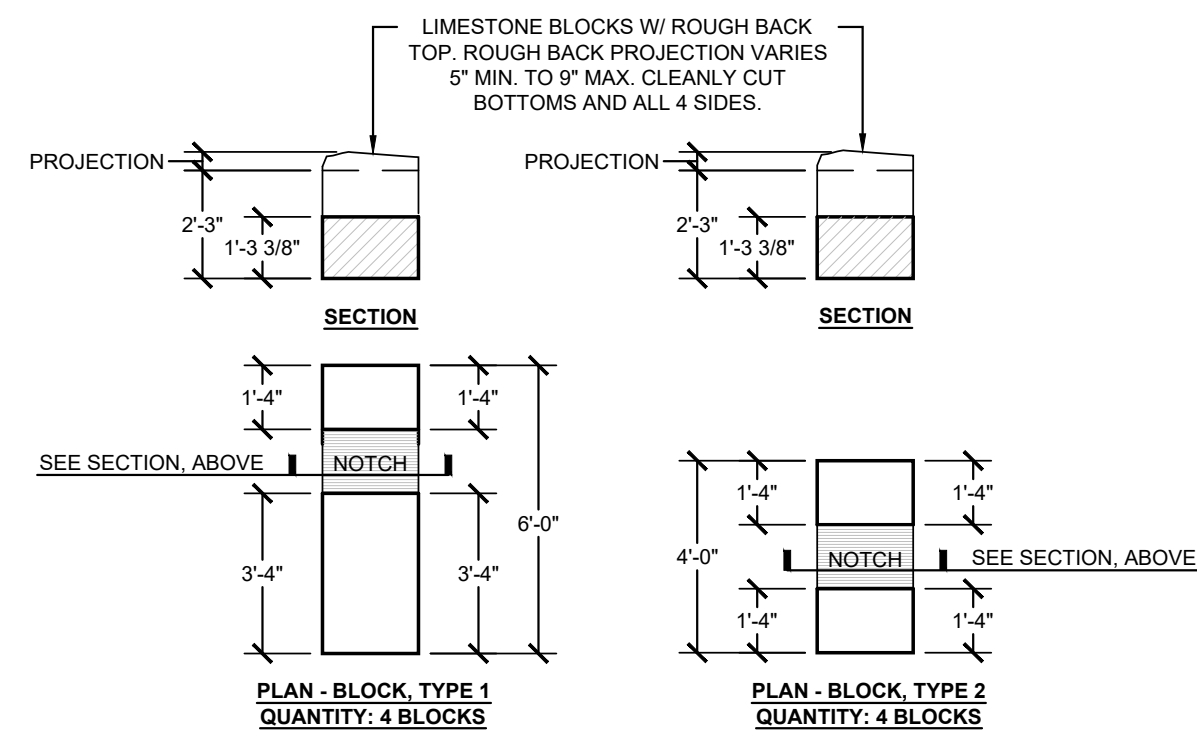 LIMESTONE BLOCKS W/ ROUGH BACK
TOP. ROUGH BACK PROJECTION VARIES
5" MIN. TO 9" MAX. CLEANLY CUT
BOTTOMS AND ALL 4 SIDES.
PROJECTION
2'-3"
1'-3 3/8"
SECTION
PROJECTION
2'-3"
1'-3 3/8"
SECTION
1'-4"
1'-4"
SEE SECTION, ABOVE
NOTCH
6'-0"
3'-4"
3'-4"
PLAN - BLOCK, TYPE 1
QUANTITY: 4 BLOCKS
1'-4"
1'-4"
4'-0"
NOTCH
SEE SECTION, ABOVE
1'-4"
1'-4"
PLAN - BLOCK, TYPE 2
QUANTITY: 4 BLOCKS